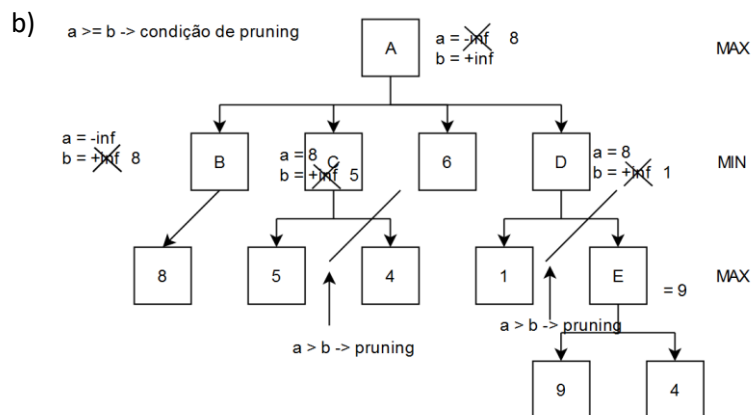 b)
a >= b -> condição de pruning
A
a = -inf 8
b = +inf
MAX
a = -inf
b = +inf 8
B
C
a = 8
b = +inf 5
6
D
a = 8
b = +inf 1
MIN
8
5
4
1
E
= 9
MAX
a > b -> pruning
a > b -> pruning
9
4